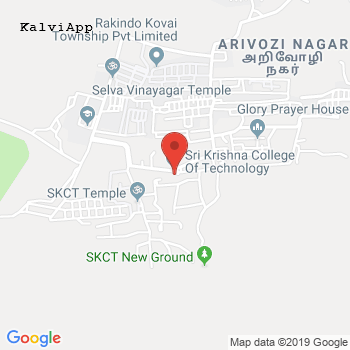 KalviApp
Rakindo Kovai
Township Pvt Limited
ARIVOZI NAGAR
அறிவோழி
நகர்
Selva Vinayagar Temple
Glory Prayer House
Sri Krishna College
Of Technology
SKCT Temple
SKCT New Ground
Google
Map data ©2019 Google